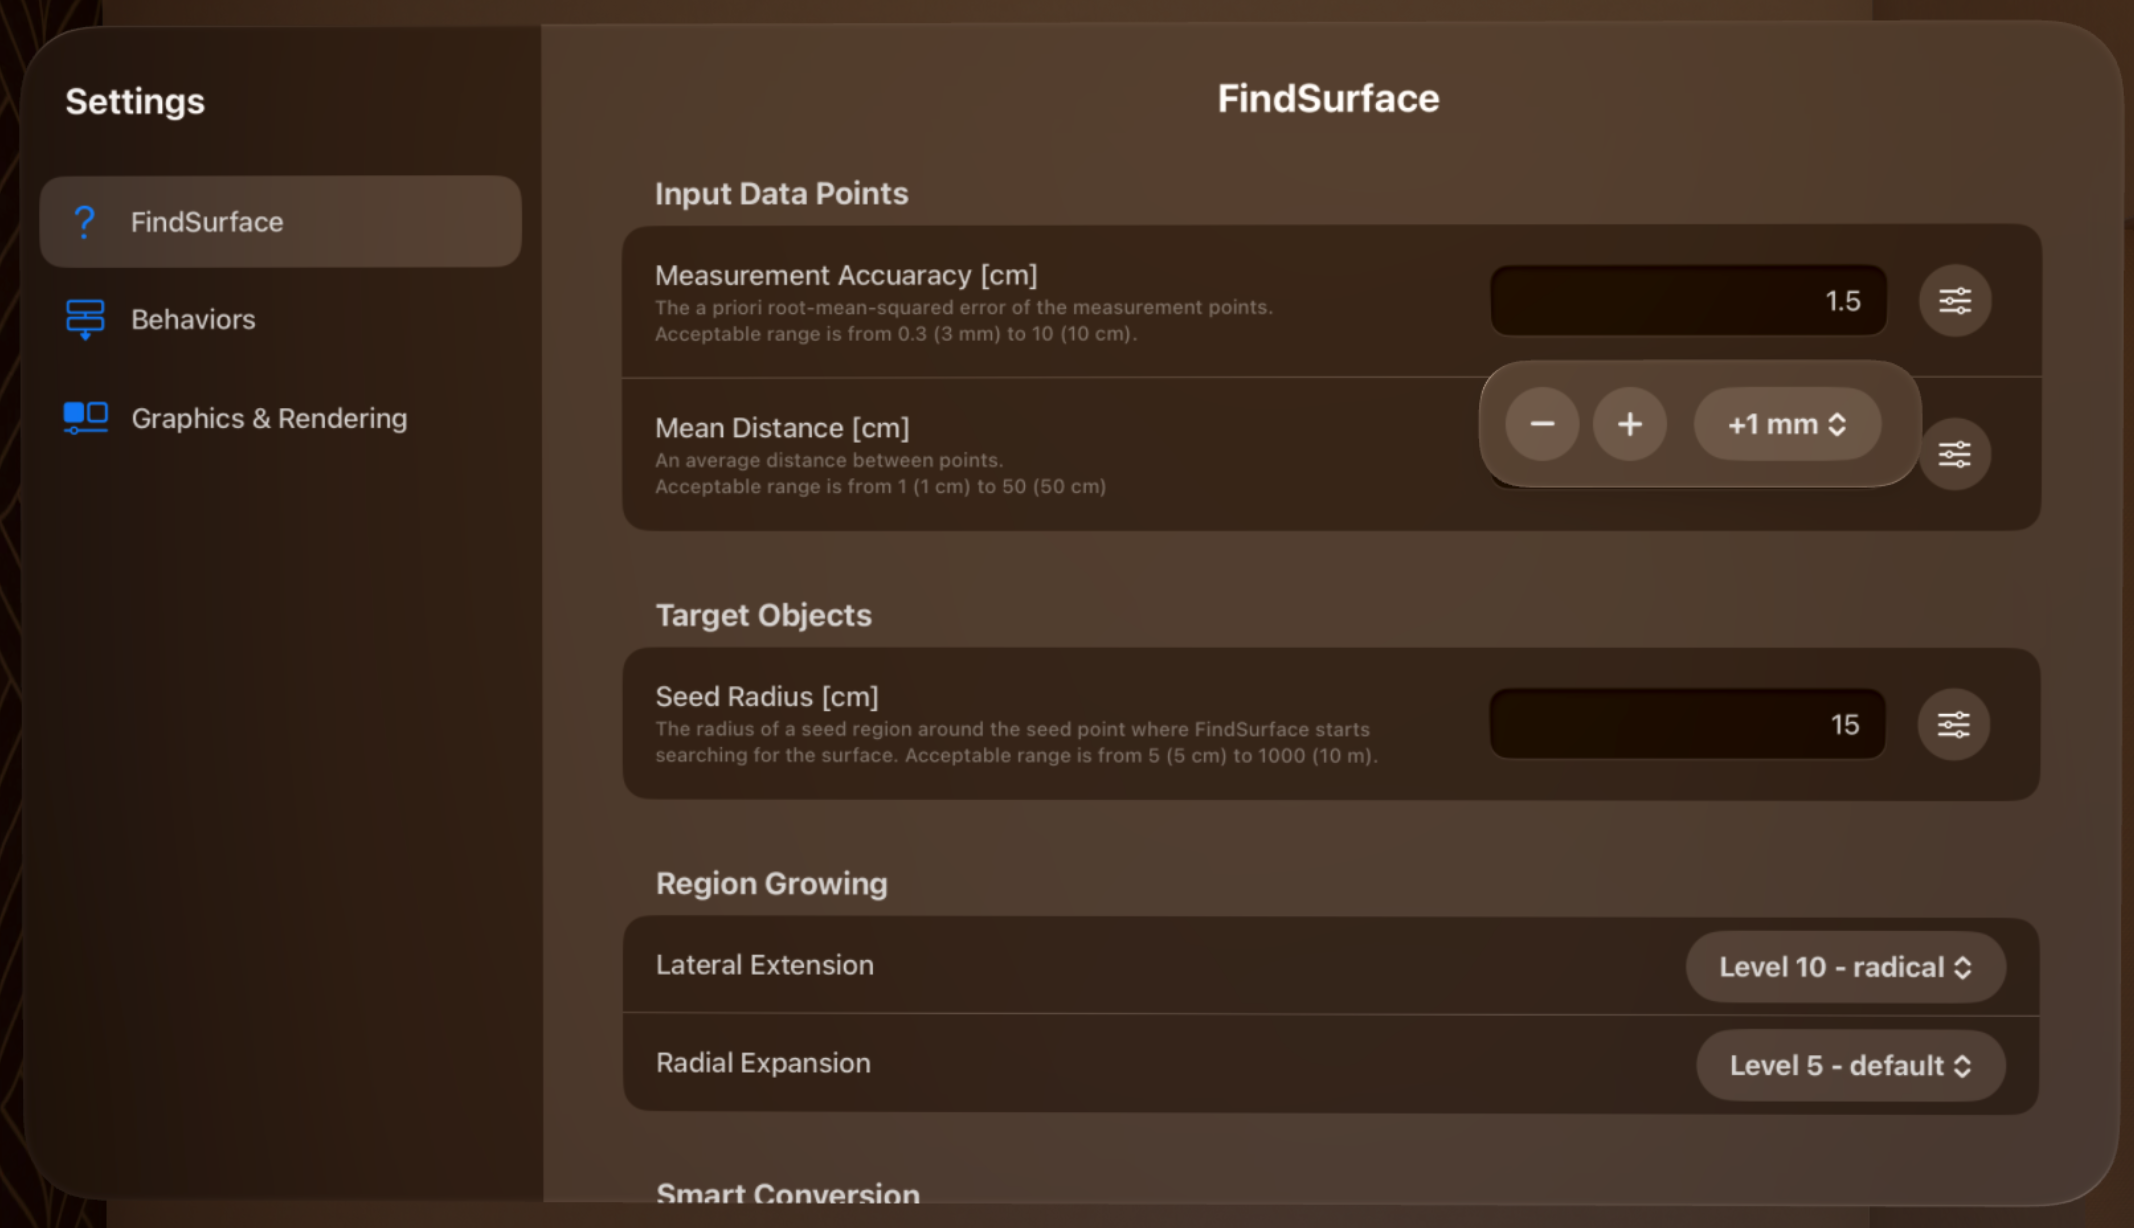 Settings
FindSurface
Behaviors
Graphics & Rendering
FindSurface
Input Data Points
Measurement Accuaracy [cm]
The a priori root-mean-squared error of the measurement points.
Acceptable range is from 0.3 (3 mm) to 10 (10 cm).
1.5
Mean Distance [cm]
An average distance between points.
Acceptable range is from 1 (1 cm) to 50 (50 cm)
+1 mm
Target Objects
Seed Radius [cm]
The radius of a seed region around the seed point where FindSurface starts
searching for the surface. Acceptable range is from 5 (5 cm) to 1000 (10 m).
15
Region Growing
Lateral Extension
Level 10 - radical
Radial Expansion
Level 5 - default
Smart Conversion